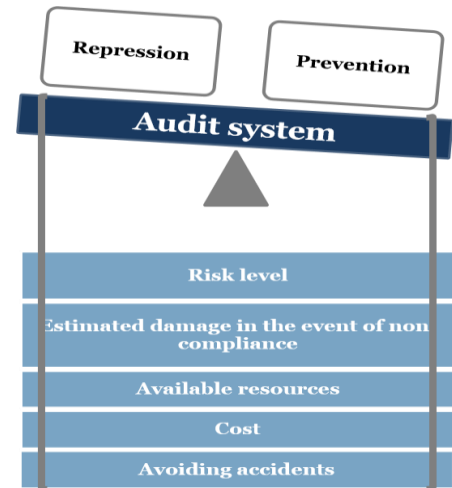 Repression
Prevention
Audit system
Risk level
Estimated damage in the event of non
compliance
Available resources
Cost
Avoiding accidents